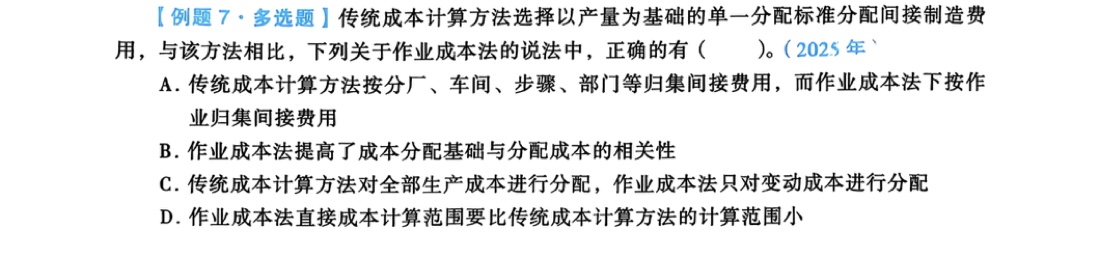 【例题 7·多选题】传统成本计算方法选择以产量为基础的单一分配标准分配间接制造费
用，与该方法相比，下列关于作业成本法的说法中，正确的有（　　）。（2025 年
A. 传统成本计算方法按分厂、车间、步骤、部门等归集间接费用，而作业成本法下按作
业归集间接费用
B. 作业成本法提高了成本分配基础与分配成本的相关性
C. 传统成本计算方法对全部生产成本进行分配，作业成本法只对变动成本进行分配
D. 作业成本法直接成本计算范围要比传统成本计算方法的计算范围小